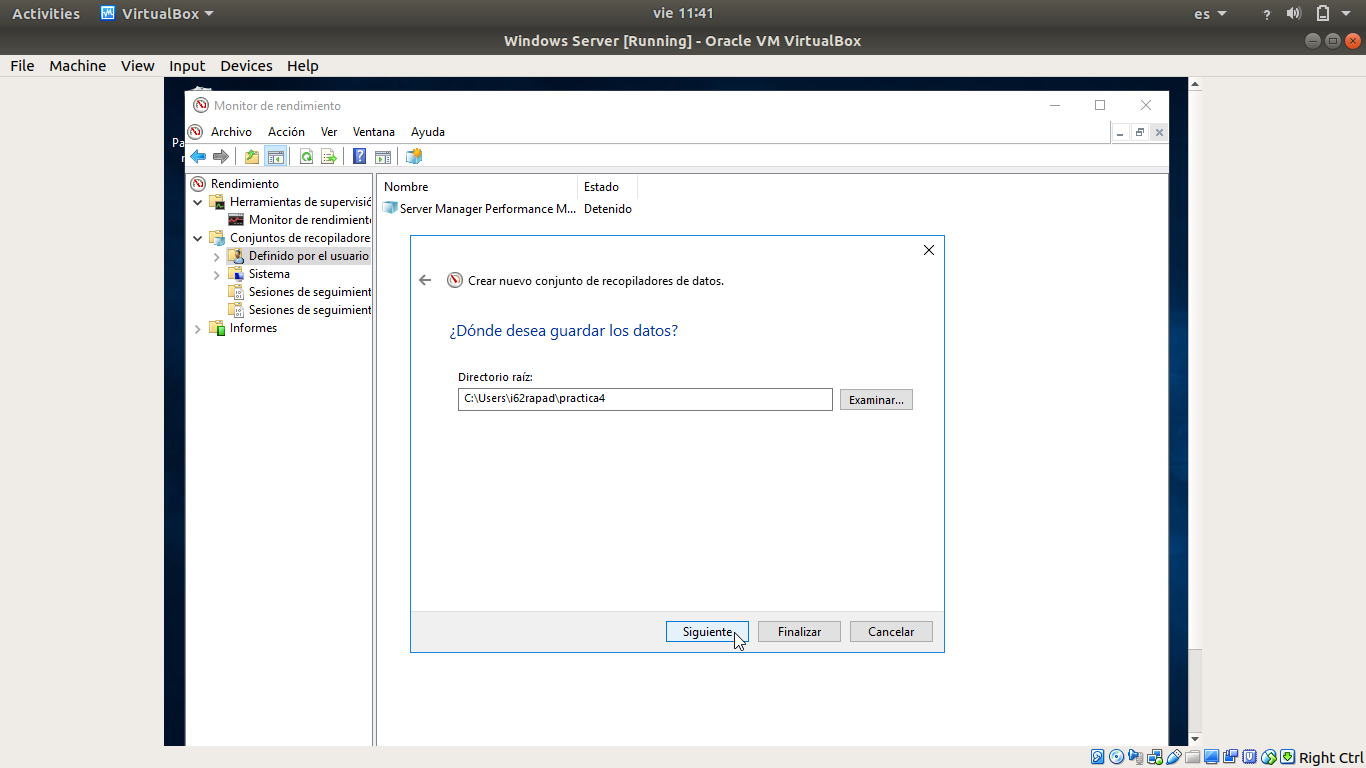 Activities VirtualBox vie 11:41 es ?
Windows Server [Running] - Oracle VM VirtualBox
File Machine View Input Devices Help
Monitor de rendimiento
Archivo Acción Ver Ventana Ayuda
Rendimiento
Herramientas de supervisió
Monitor de rendimiento
Conjuntos de recopiladore
Definido por el usuario
Sistema
Sesiones de seguimient
Sesiones de seguimient
Informes
Nombre Estado
Server Manager Performance M... Detenido
Crear nuevo conjunto de recopiladores de datos.
¿Dónde desea guardar los datos?
Directorio raíz:
C:\Users\i62rapad\practica4
Examinar...
Siguiente Finalizar Cancelar
Right Ctrl